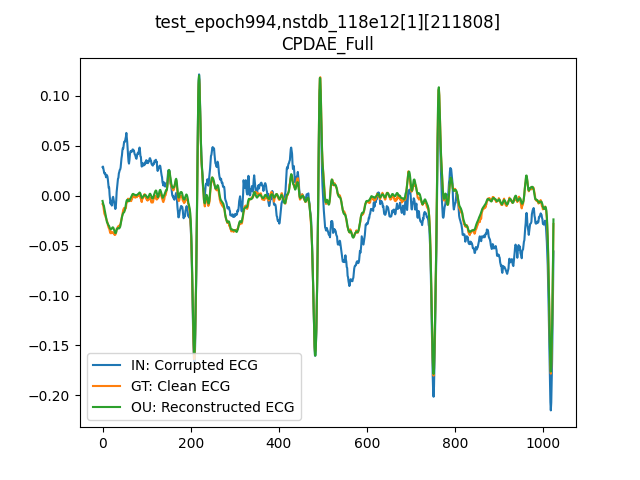 test_epoch994,nstdb_118e12[1][211808]
CPDAE_Full
0.10
0.05
0.00
−0.05
−0.10
−0.15
−0.20
IN: Corrupted ECG
GT: Clean ECG
OU: Reconstructed ECG
0 200 400 600 800 1000